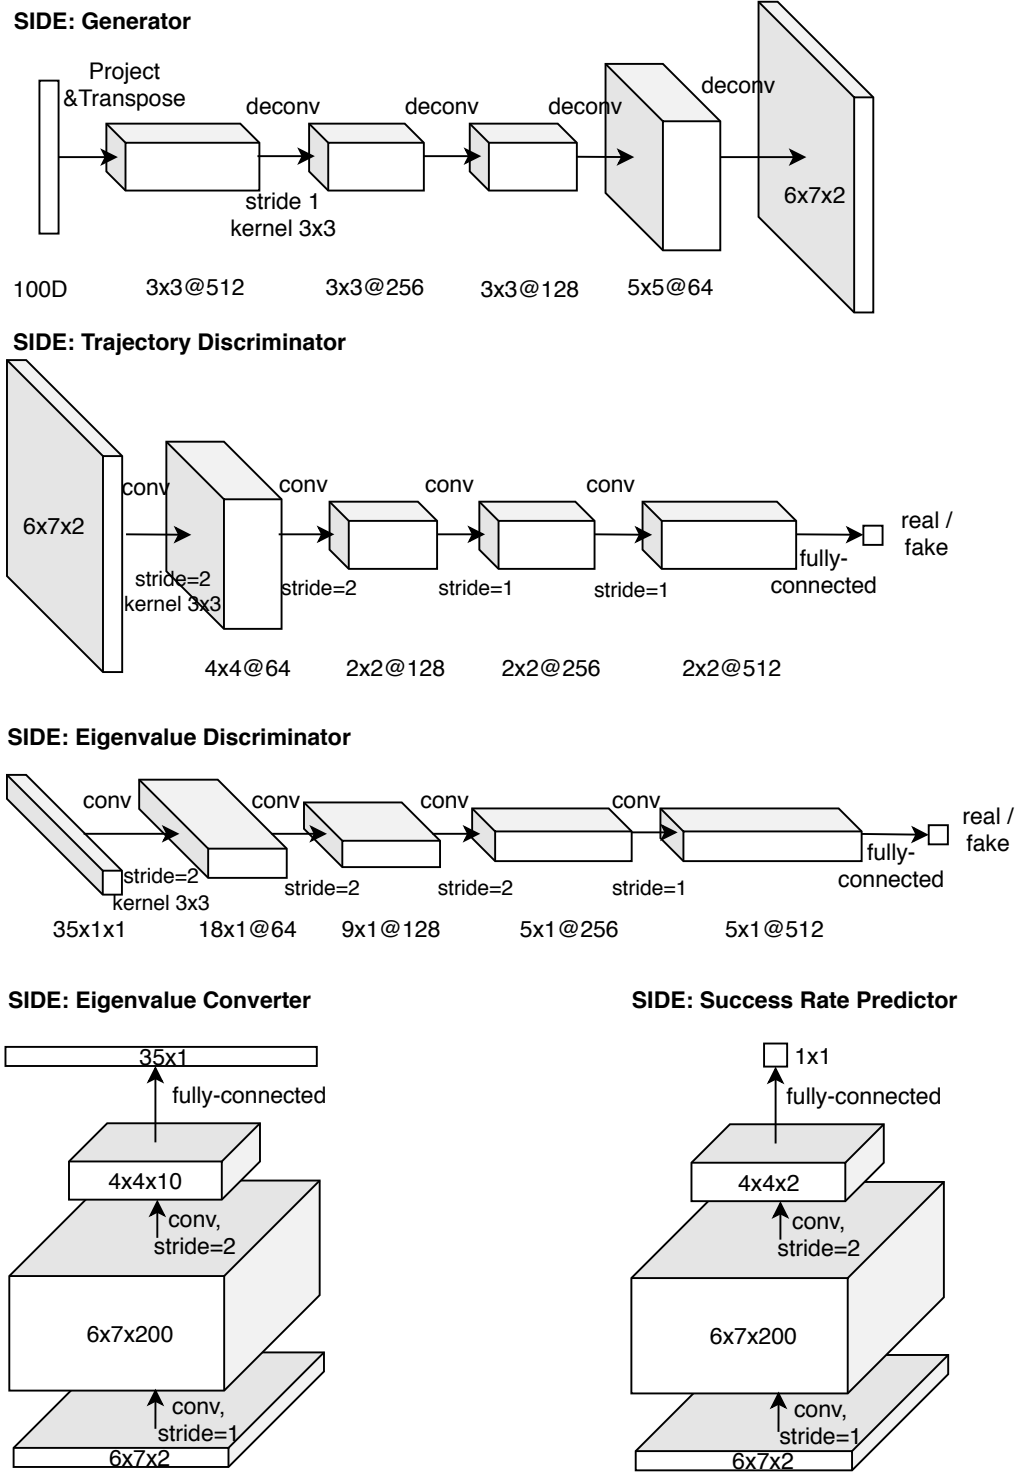 SIDE: Generator
Project
&Transpose
deconv
deconv
deconv
deconv
stride 1
kernel 3x3
6x7x2
100D
3x3@512
3x3@256
3x3@128
5x5@64
SIDE: Trajectory Discriminator
conv
conv
conv
conv
6x7x2
real /
fake
stride=2
kernel 3x3
stride=2
stride=1
stride=1
fully-
connected
4x4@64
2x2@128
2x2@256
2x2@512
SIDE: Eigenvalue Discriminator
conv
conv
conv
conv
real /
fake
stride=2
kernel 3x3
stride=2
stride=2
stride=1
fully-
connected
35x1x1
18x1@64
9x1@128
5x1@256
5x1@512
SIDE: Eigenvalue Converter
35x1
fully-connected
4x4x10
conv,
stride=2
6x7x200
conv,
stride=1
6x7x2
SIDE: Success Rate Predictor
1x1
fully-connected
4x4x2
conv,
stride=2
6x7x200
conv,
stride=1
6x7x2